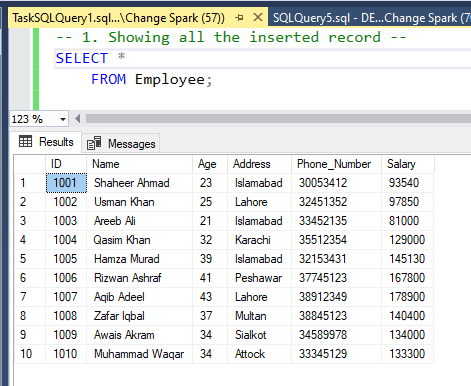 TaskSQLQuery1.sql...\Change Spark (57)) SQLQuery5.sql - DE...Change Spark (7
-- 1. Showing all the inserted record --
SELECT *
FROM Employee;
123 %
Results Messages
ID Name Age Address Phone_Number Salary
1 1001 Shaheer Ahmad 23 Islamabad 30053412 93540
2 1002 Usman Khan 25 Lahore 32451352 97850
3 1003 Areeb Ali 21 Islamabad 33452135 81000
4 1004 Qasim Khan 32 Karachi 35512354 129000
5 1005 Hamza Murad 39 Islamabad 32153431 145130
6 1006 Rizwan Ashraf 41 Peshawar 37745123 167800
7 1007 Aqib Adeel 43 Lahore 38912349 178900
8 1008 Zafar Iqbal 37 Multan 38845123 140400
9 1009 Awais Akram 34 Sialkot 34589978 134000
10 1010 Muhammad Waqar 34 Attock 33345129 133300